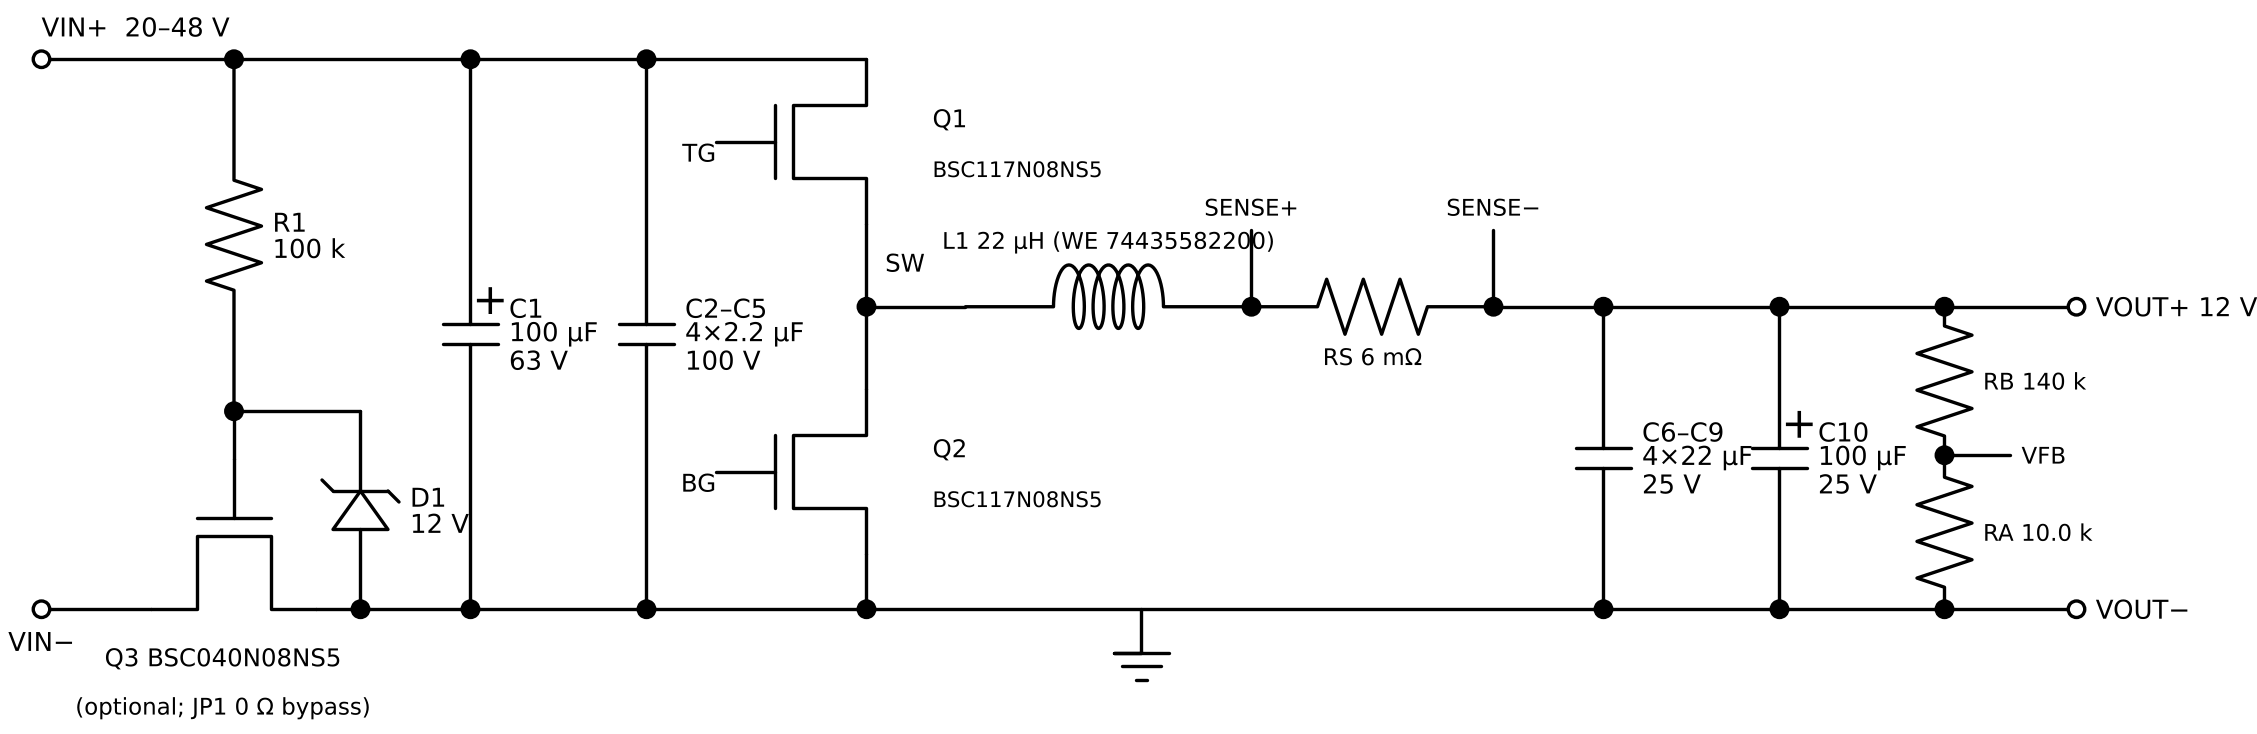 VIN+ 20–48 V
Q1
TG
BSC117N08NS5
SENSE+
SENSE−
R1
100 k
L1 22 µH (WE 74435582200)
SW
C1
100 µF
63 V
C2–C5
4×2.2 µF
100 V
VOUT+ 12 V
RS 6 mΩ
RB 140 k
C6–C9
4×22 µF
25 V
C10
100 µF
25 V
VFB
Q2
BG
BSC117N08NS5
D1
12 V
RA 10.0 k
VIN−
VOUT−
Q3 BSC040N08NS5
(optional; JP1 0 Ω bypass)